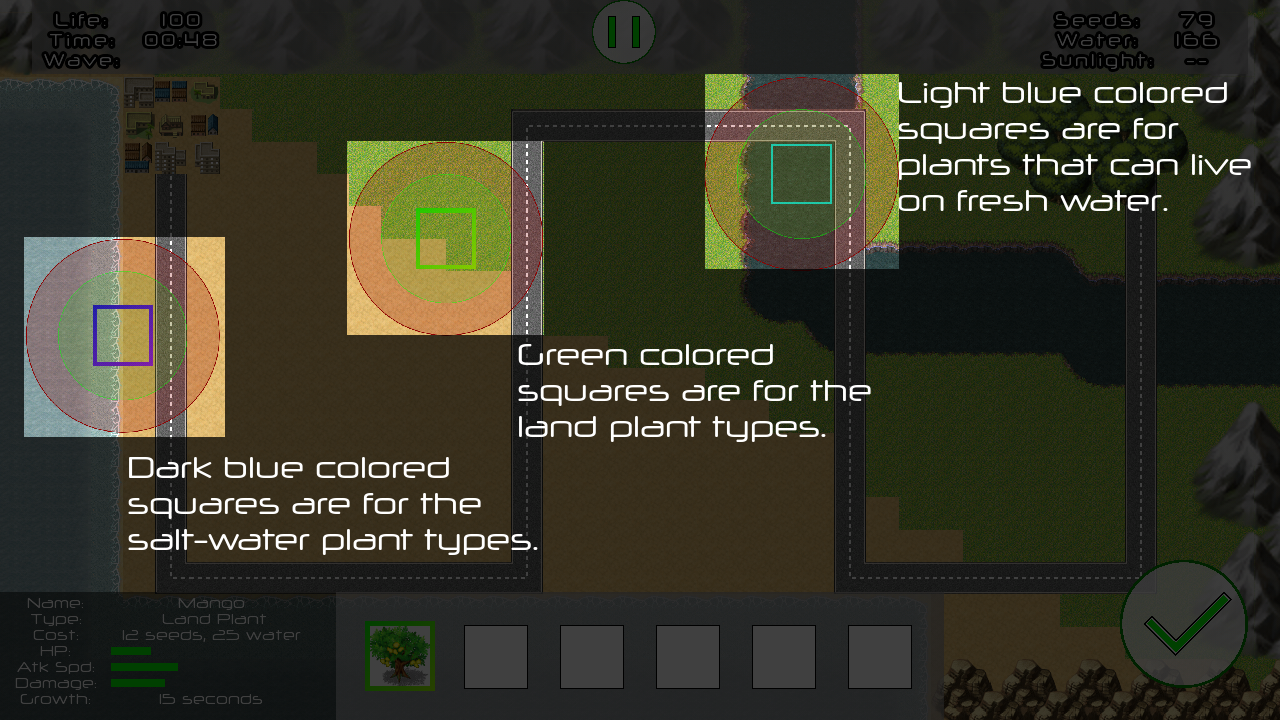 Life: 100
Time: 00:48
Wave:
Seeds: 79
Water: 166
Sunlight: --
Light blue colored
squares are for
plants that can live
on fresh water.
Green colored
squares are for the
land plant types.
Dark blue colored
squares are for the
salt-water plant types.
Name: Mango
Type: Land Plant
Cost: 12 seeds, 25 water
HP:
Atk Spd:
Damage:
Growth: 15 seconds